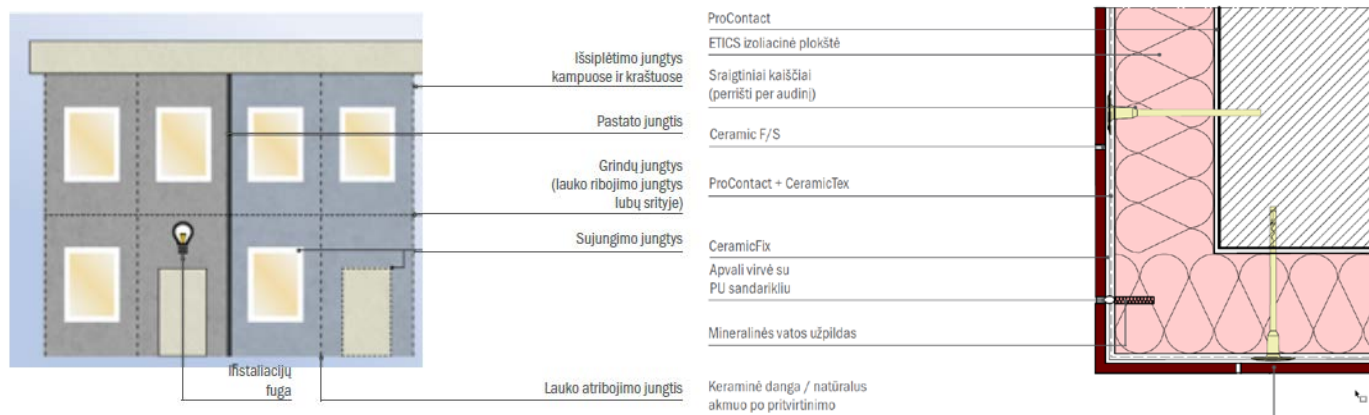 Išsiplėtimo jungtys
kampuose ir kraštuose
Pastato jungtis
Grindų jungtys
(lauko ribojimo jungtys
lubų srityje)
Sujungimo jungtys
Instaliacijų
fuga
Lauko atribojimo jungtis
ProContact
ETICS izoliacinė plokštė
Sraigtiniai kaiščiai
(perrišti per audinį)
Ceramic F/S
ProContact + CeramicTex
CeramicFix
Apvali virvė su
PU sandarikliu
Mineralinės vatos užpildas
Keraminė danga / natūralus
akmuo po pritvirtinimo